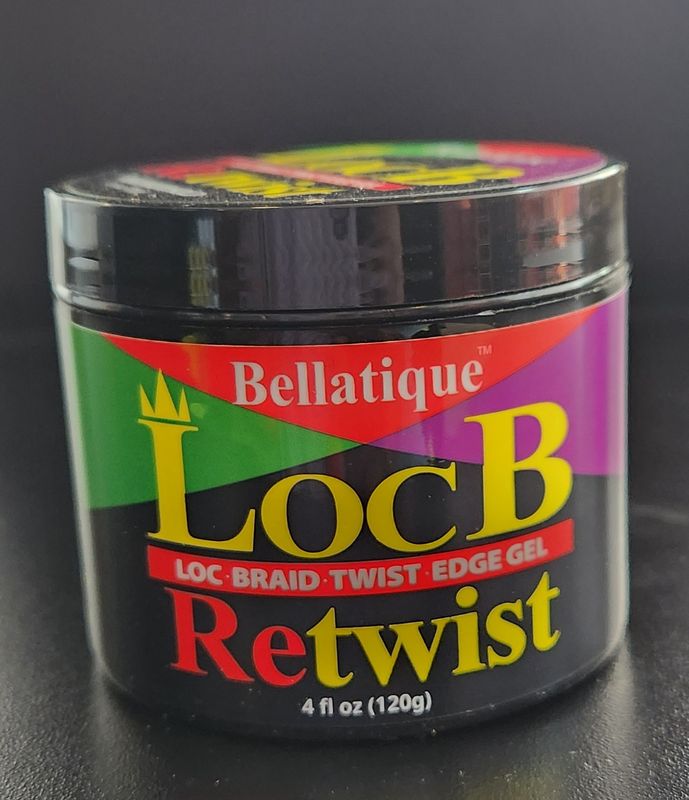 Bellatique™
LOCB
LOC·BRAID·TWIST·EDGE GEL
Retwist
4 fl oz (120g)